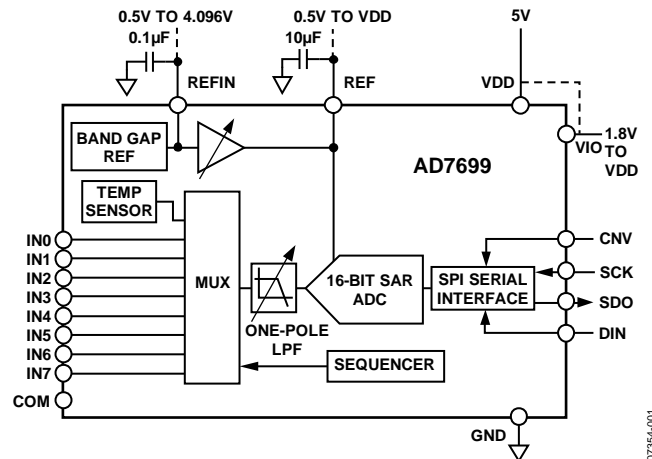 0.5V TO 4.096V
0.1µF
REFIN
0.5V TO VDD
10µF
REF
5V
VDD
1.8V
VIO TO
VDD
BAND GAP
REF
AD7699
TEMP
SENSOR
IN0
IN1
IN2
IN3
IN4
IN5
IN6
IN7
COM
MUX
ONE-POLE
LPF
16-BIT SAR
ADC
SPI SERIAL
INTERFACE
SEQUENCER
CNV
SCK
SDO
DIN
GND
07354-001